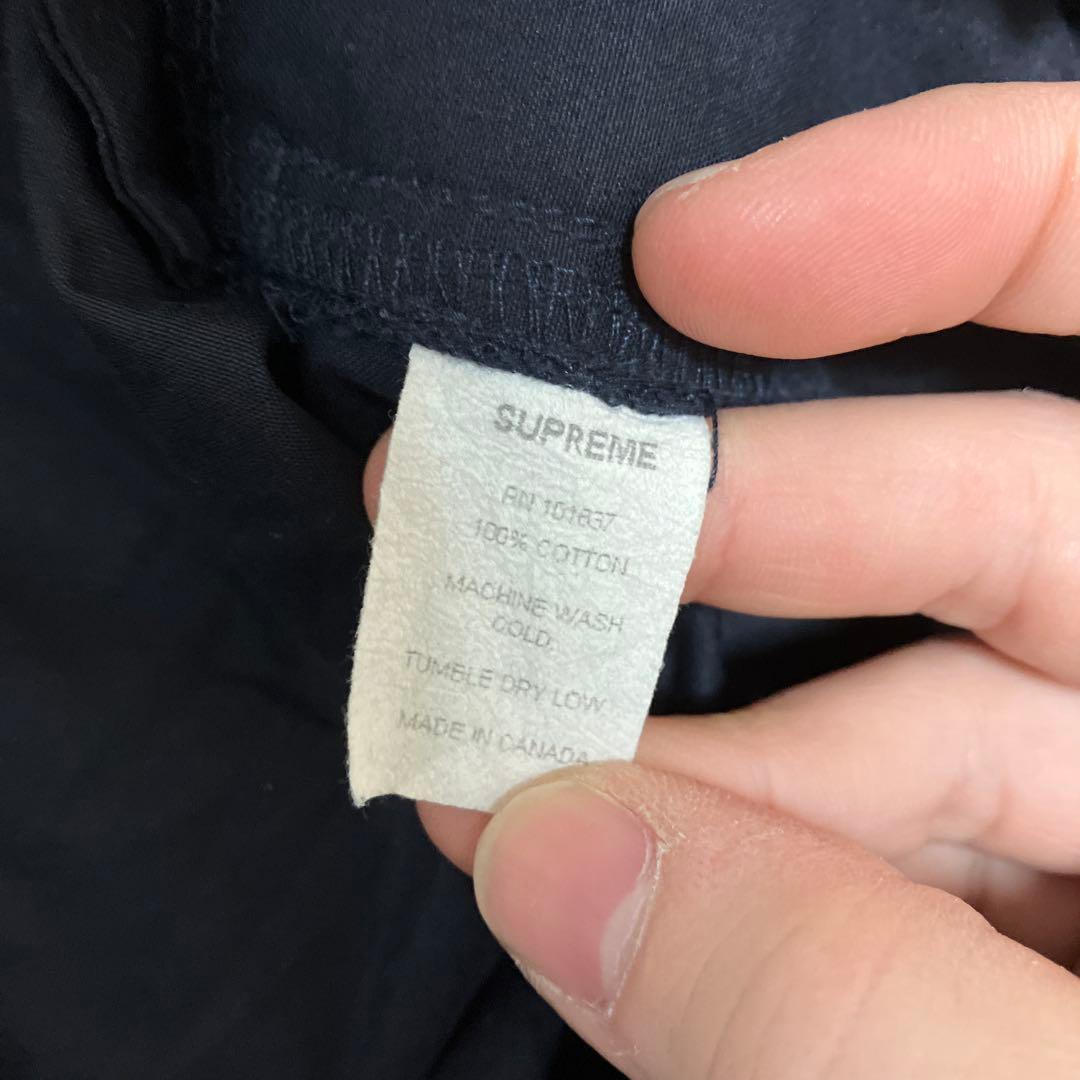 SUPREME
RN 101837
100% COTTON
MACHINE WASH
COLD.
TUMBLE DRY LOW
MADE IN CANADA